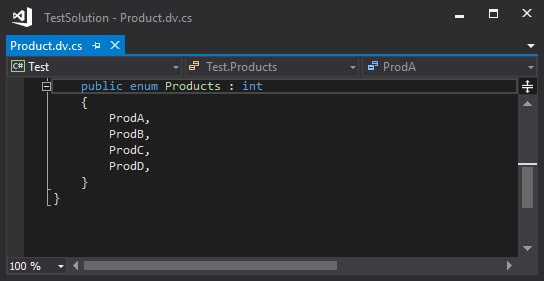 TestSolution - Product.dv.cs
Product.dv.cs
C# Test
Test.Products
ProdA
public enum Products : int
{
ProdA,
ProdB,
ProdC,
ProdD,
}
}
100 %